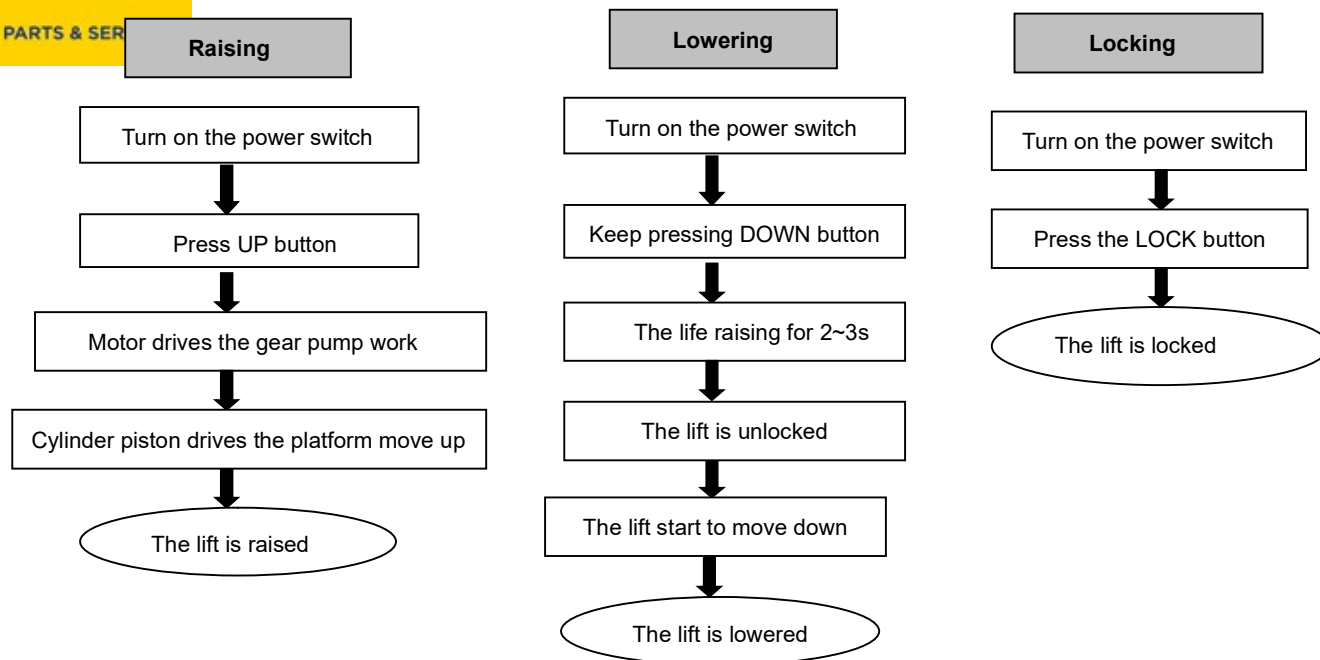 PARTS & SER
Raising
Turn on the power switch
Press UP button
Motor drives the gear pump work
Cylinder piston drives the platform move up
The lift is raised
Lowering
Turn on the power switch
Keep pressing DOWN button
The life raising for 2~3s
The lift is unlocked
The lift start to move down
The lift is lowered
Locking
Turn on the power switch
Press the LOCK button
The lift is locked